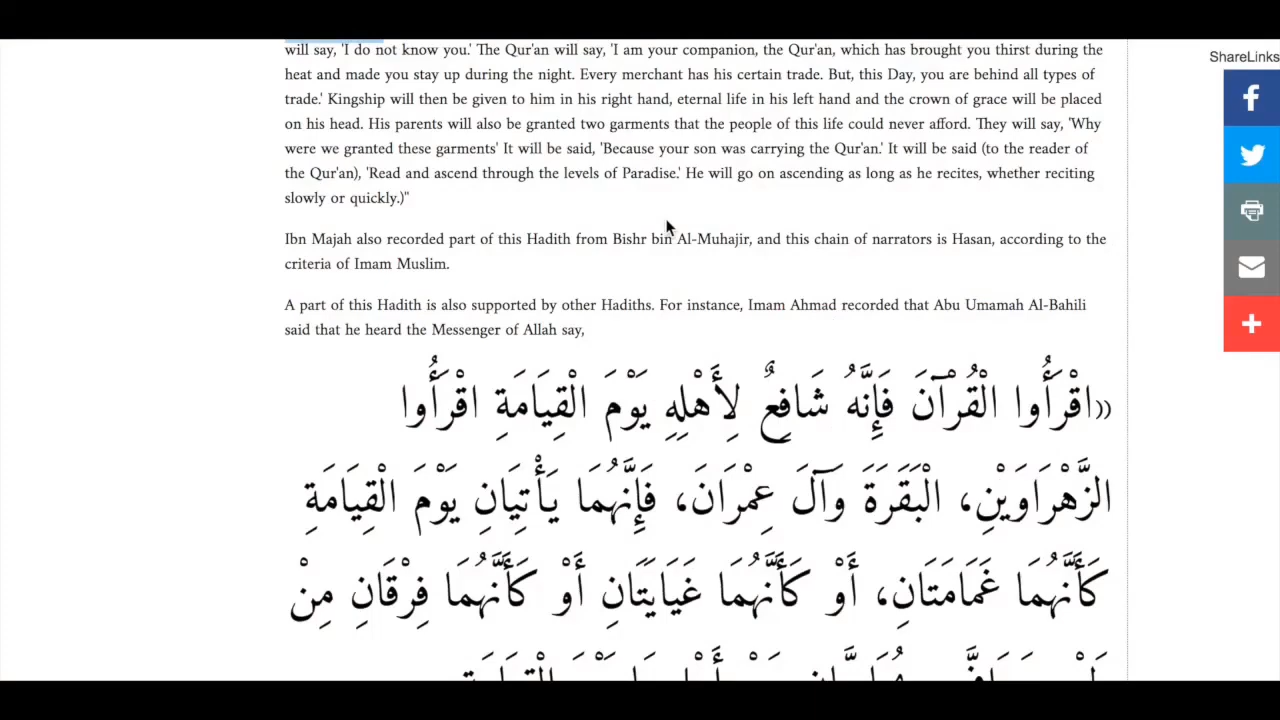 will say, 'I do not know you.' The Qur'an will say, 'I am your companion, the Qur'an, which has brought you thirst during the
heat and made you stay up during the night. Every merchant has his certain trade. But, this Day, you are behind all types of
trade.' Kingship will then be given to him in his right hand, eternal life in his left hand and the crown of grace will be placed
on his head. His parents will also be granted two garments that the people of this life could never afford. They will say, 'Why
were we granted these garments' It will be said, 'Because your son was carrying the Qur'an.' It will be said (to the reader of
the Qur'an), 'Read and ascend through the levels of Paradise.' He will go on ascending as long as he recites, whether reciting
slowly or quickly.)"
Ibn Majah also recorded part of this Hadith from Bishr bin Al-Muhajir, and this chain of narrators is Hasan, according to the
criteria of Imam Muslim.
A part of this Hadith is also supported by other Hadiths. For instance, Imam Ahmad recorded that Abu Umamah Al-Bahili
said that he heard the Messenger of Allah say,
«اقْرَأُوا الْقُرْآنَ فَإِنَّهُ شَافِعٌ لِأَهْلِهِ يَوْمَ الْقِيَامَةِ اقْرَأُوا
الزَّهْرَاوَيْنِ، الْبَقَرَةَ وَآلَ عِمْرَانَ، فَإِنَّهُمَا يَأْتِيَانِ يَوْمَ الْقِيَامَةِ
كَأَنَّهُمَا غَمَامَتَانِ، أَوْ كَأَنَّهُمَا غَيَايَتَانِ أَوْ كَأَنَّهُمَا فِرْقَانِ مِنْ
ShareLinks